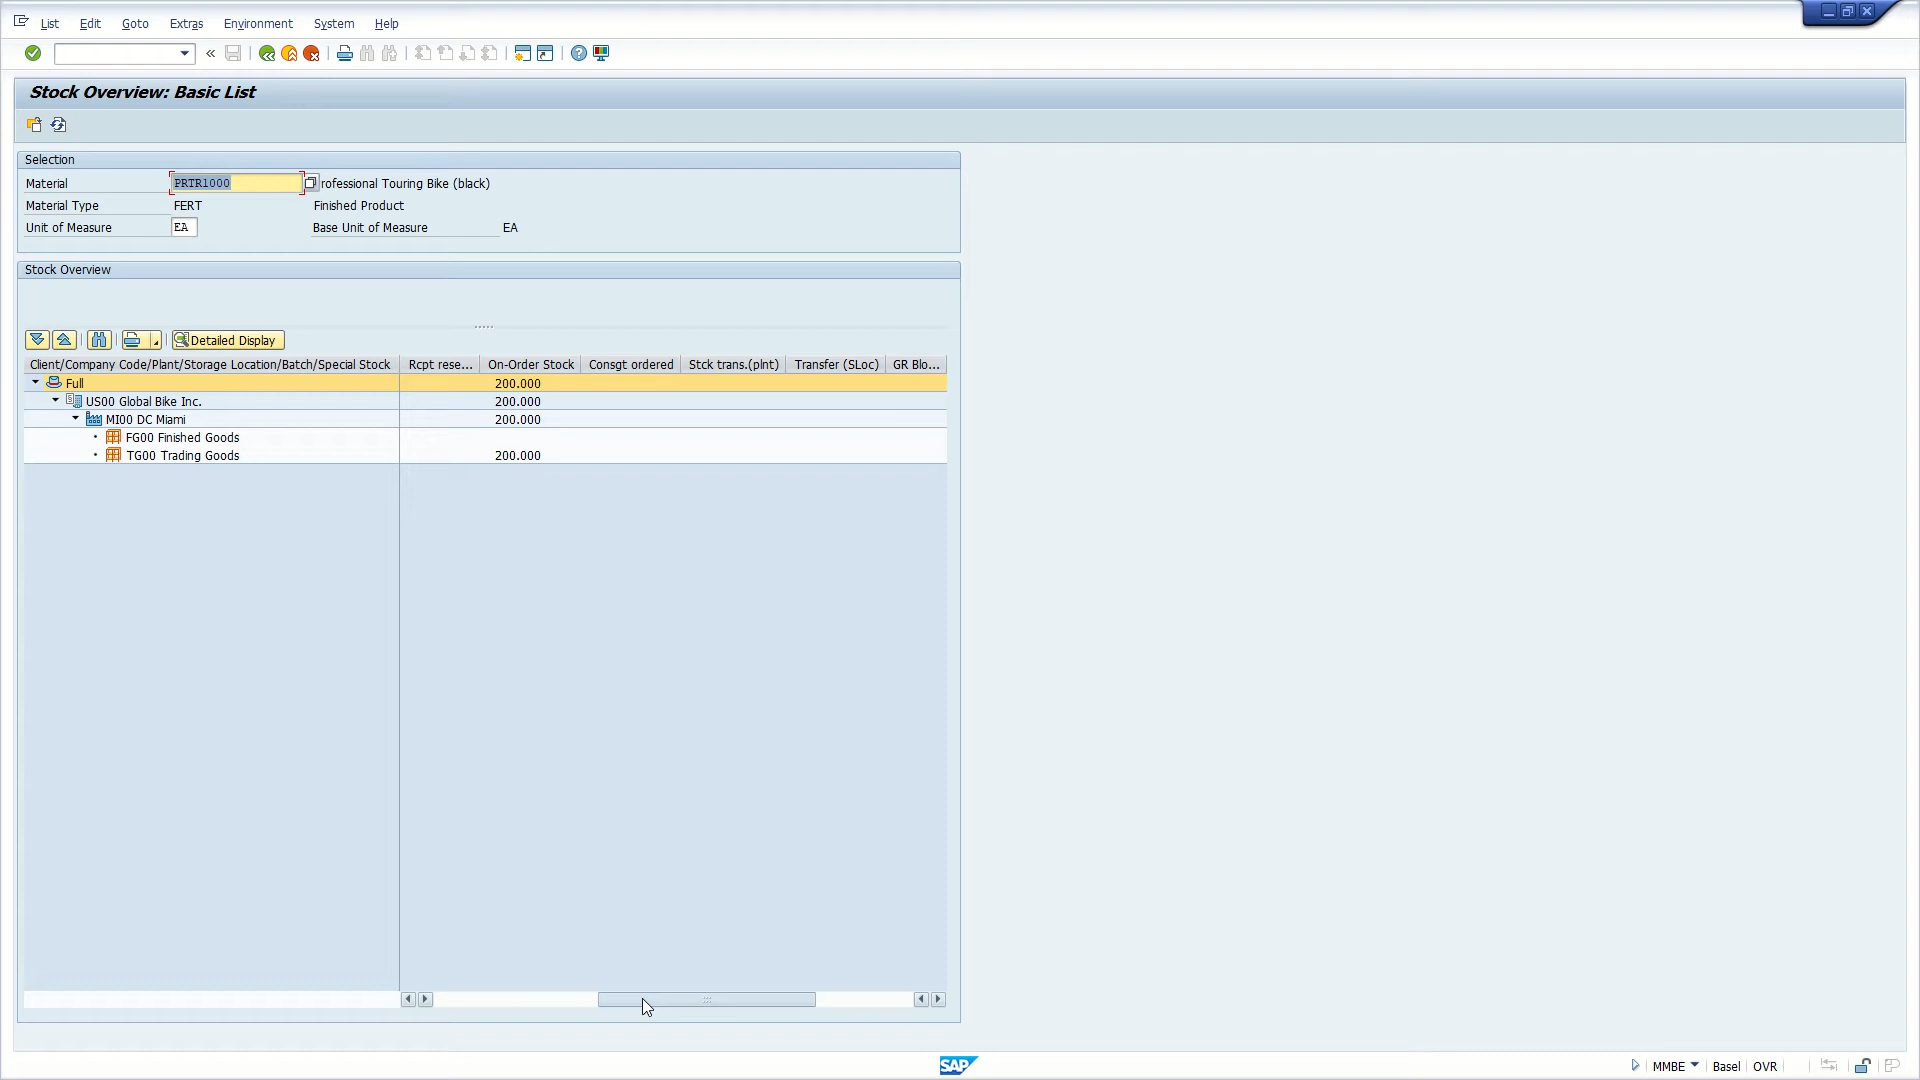 List Edit Goto Extras Environment System Help
Stock Overview: Basic List
Selection
Material PRTR1000 rofessional Touring Bike (black)
Material Type FERT Finished Product
Unit of Measure EA Base Unit of Measure EA
Stock Overview
Detailed Display
Client/Company Code/Plant/Storage Location/Batch/Special Stock Rcpt rese... On-Order Stock Consgt ordered Stck trans.(plnt) Transfer (SLoc) GR Blo...
Full 200.000
US00 Global Bike Inc. 200.000
MI00 DC Miami 200.000
FG00 Finished Goods
TG00 Trading Goods 200.000
SAP MMBE Basel OVR